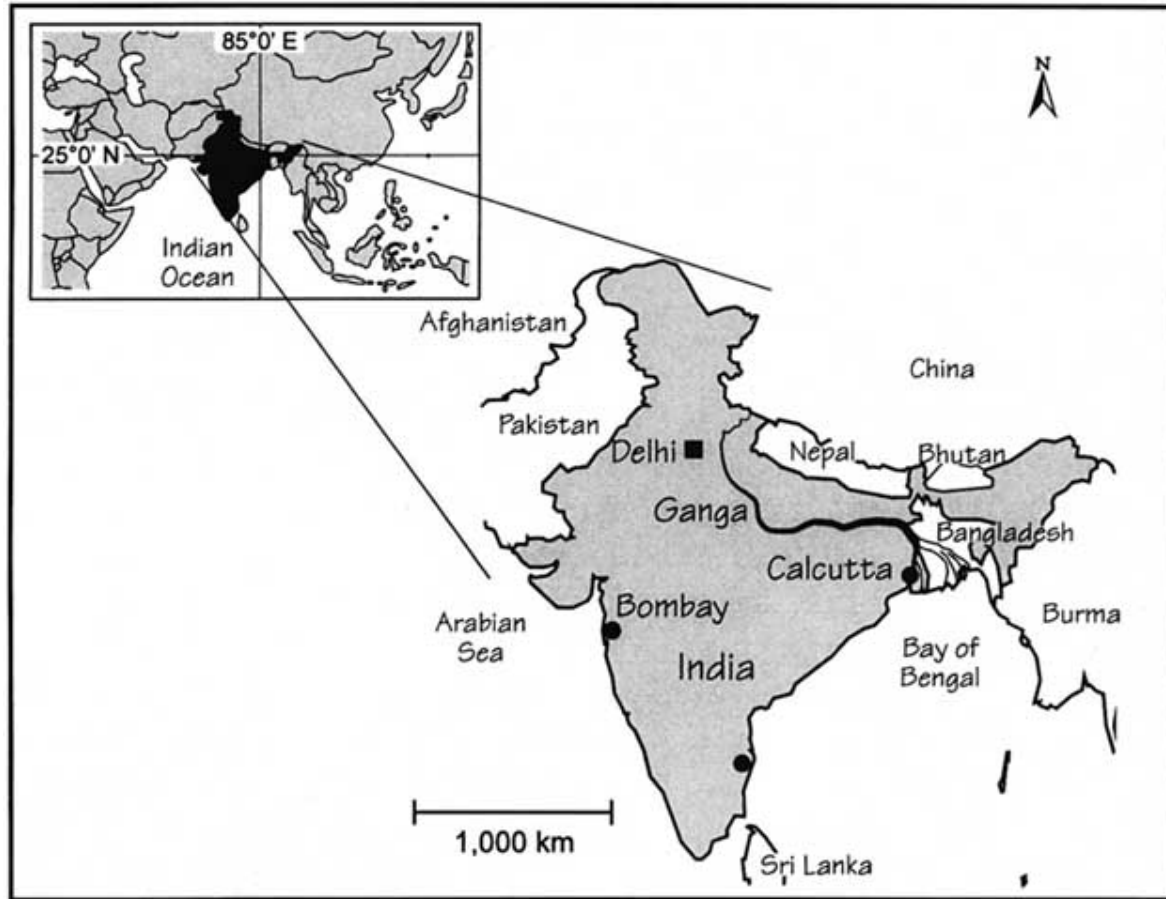 85°0' E
25°0' N
Indian
Ocean
N
Afghanistan
China
Pakistan
Delhi
Nepal
Bhutan
Ganga
Bangladesh
Calcutta
Bombay
Arabian
Sea
Burma
India
Bay of
Bengal
1,000 km
Sri Lanka